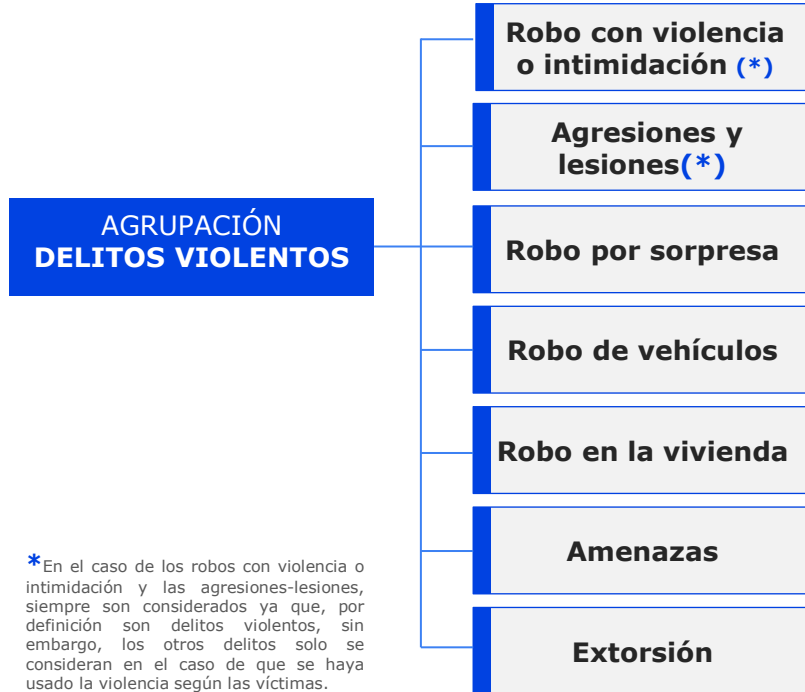 Robo con violencia
o intimidación (*)
Agresiones y
lesiones(*)
AGRUPACIÓN
DELITOS VIOLENTOS
Robo por sorpresa
Robo de vehículos
Robo en la vivienda
Amenazas
Extorsión
*En el caso de los robos con violencia o
intimidación y las agresiones-lesiones,
siempre son considerados ya que, por
definición son delitos violentos, sin
embargo, los otros delitos solo se
consideran en el caso de que se haya
usado la violencia según las víctimas.